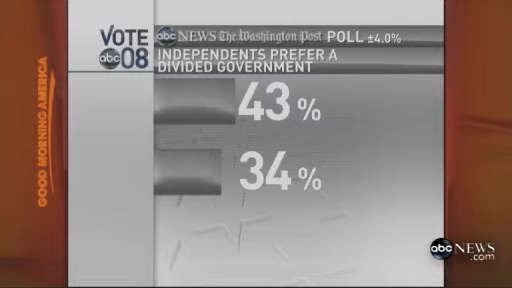 VOTE
abc 08
abc NEWS The Washington Post POLL ±4.0%
INDEPENDENTS PREFER A
DIVIDED GOVERNMENT
43 %
34 %
GOOD MORNING AMERICA
abc NEWS
.com